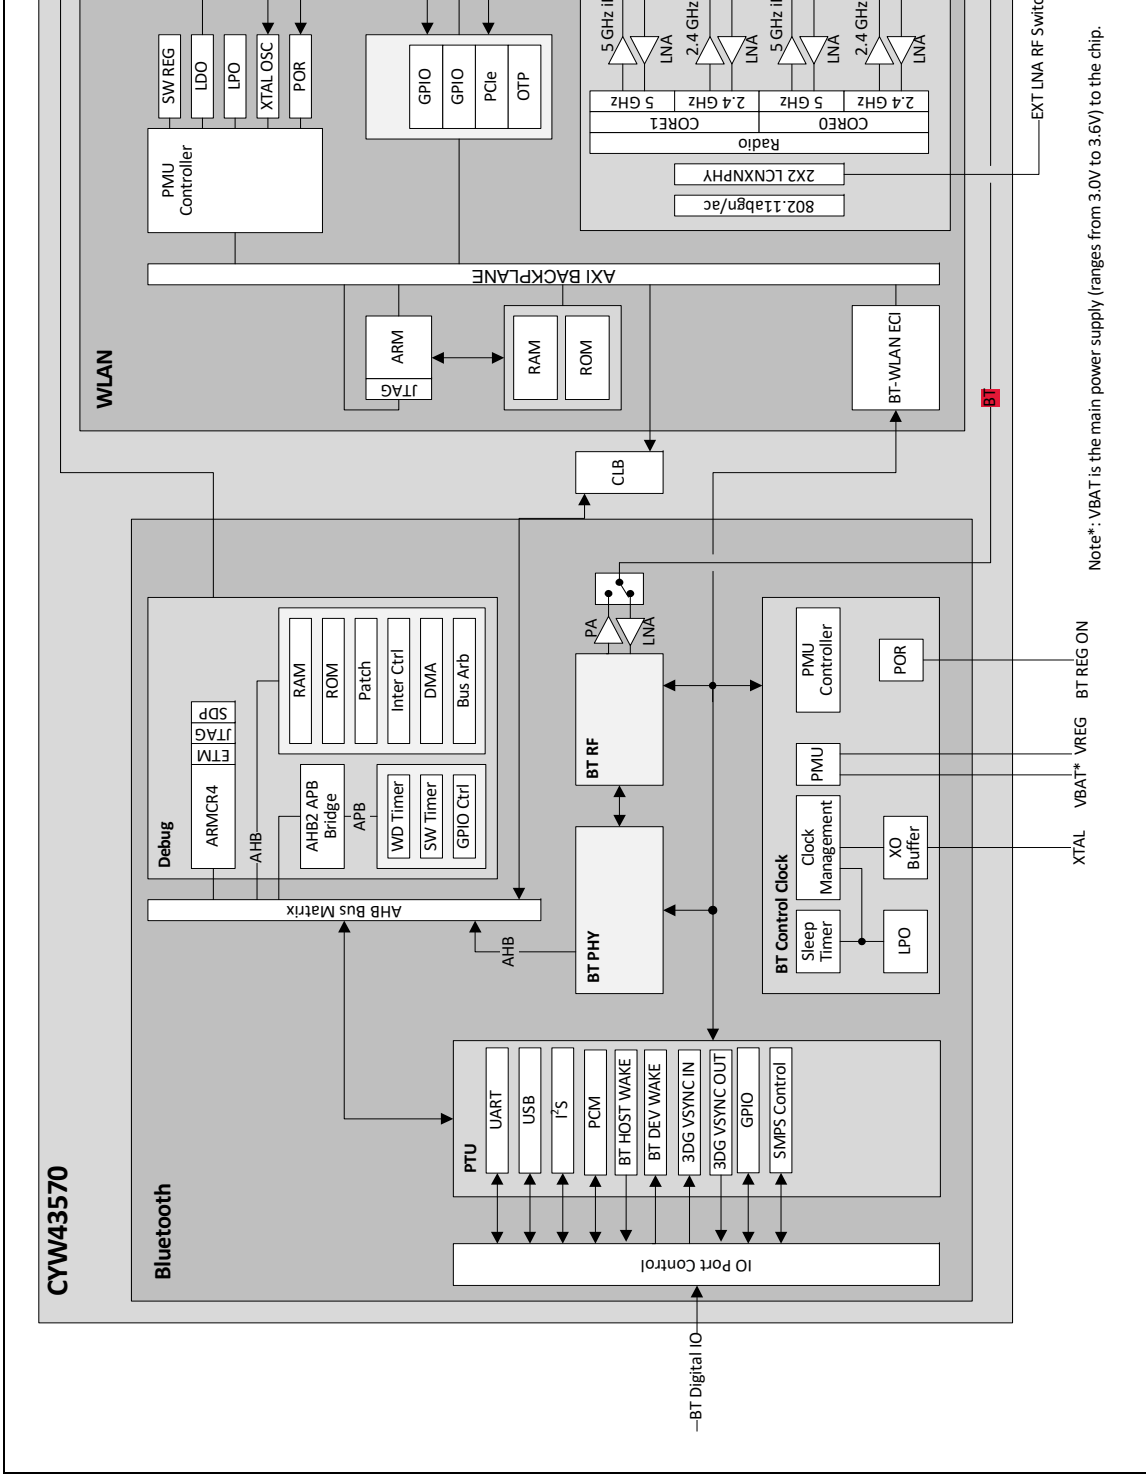 CYW43570
Bluetooth
BT Digital IO
IO Port Control
PTU
UART
USB
I²S
PCM
BT HOST WAKE
BT DEV WAKE
3DG VSYNC IN
3DG VSYNC OUT
GPIO
SMPS Control
AHB Bus Matrix
AHB
Debug
ARMCR4
ETM
JTAG
SDP
AHB
AHB2 APB
Bridge
APB
WD Timer
SW Timer
GPIO Ctrl
RAM
ROM
Patch
Inter Ctrl
DMA
Bus Arb
BT PHY
BT RF
PA
LNA
BT Control Clock
Sleep
Timer
LPO
Clock
Management
XO
Buffer
PMU
PMU
Controller
POR
XTAL
VBAT*
VREG
BT REG ON
CLB
WLAN
JTAG
ARM
RAM
ROM
BT-WLAN ECI
BT
AXI BACKPLANE
PMU
Controller
SW REG
LDO
LPO
XTAL OSC
POR
GPIO
GPIO
PCIe
OTP
802.11abgn/ac
2X2 LCNXNPHY
Radio
CORE1
CORE0
5 GHz
2.4 GHz
5 GHz
2.4 GHz
5 GHz
LNA
2.4 GHz
LNA
5 GHz
LNA
2.4 GHz
LNA
EXT LNA RF
Note*: VBAT is the main power supply (ranges from 3.0V to 3.6V) to the chip.